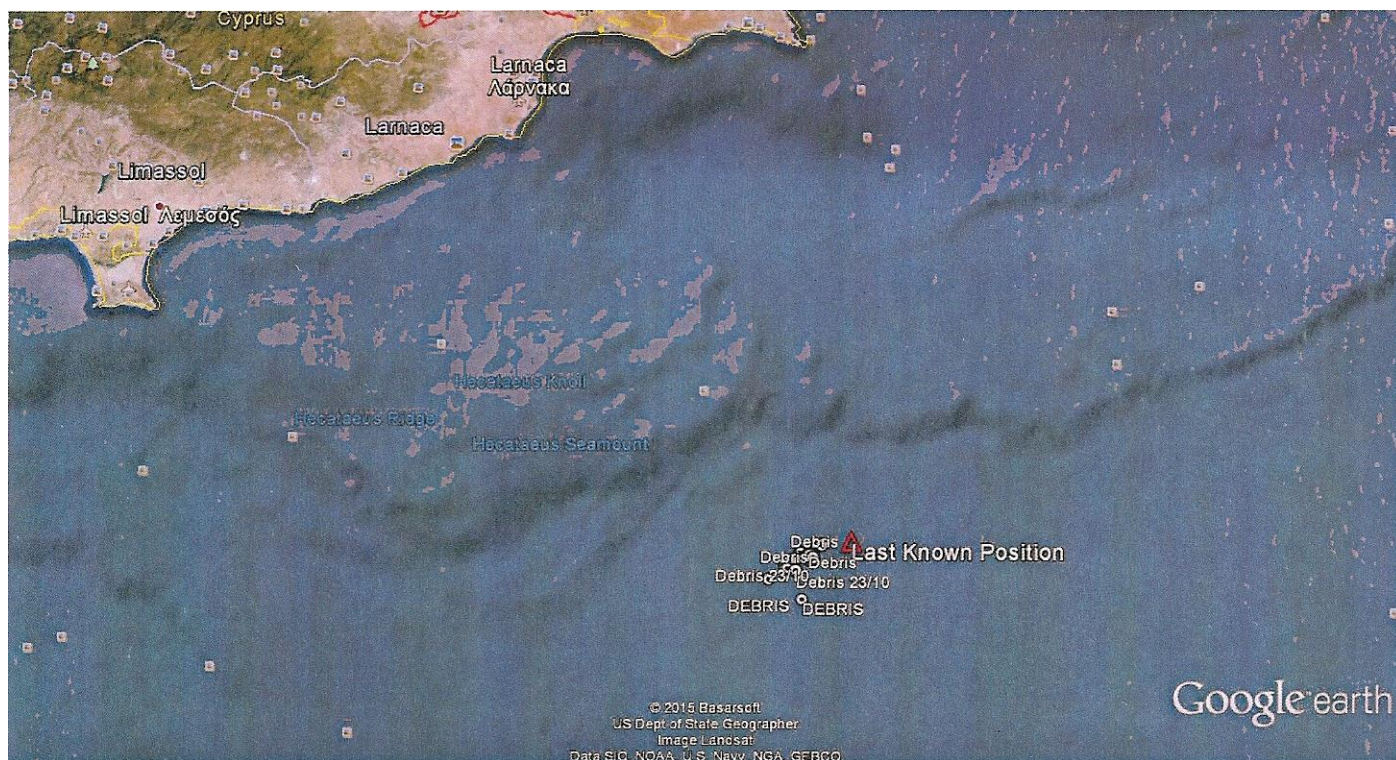 Cyprus
Larnaca
Λάρνακα
Larnaca
Limassol
Limassol Λεμεσός
Hecataeus Knoll
Hecataeus Ridge
Hecataeus Seamount
Debris
Last Known Position
Debris
Debris
Debris 23/10
Debris 23/10
DEBRIS
DEBRIS
Google earth
© 2015 Basarsoft
US Dept of State Geographer
Image Landsat
Data SIO, NOAA, U.S. Navy, NGA, GEBCO